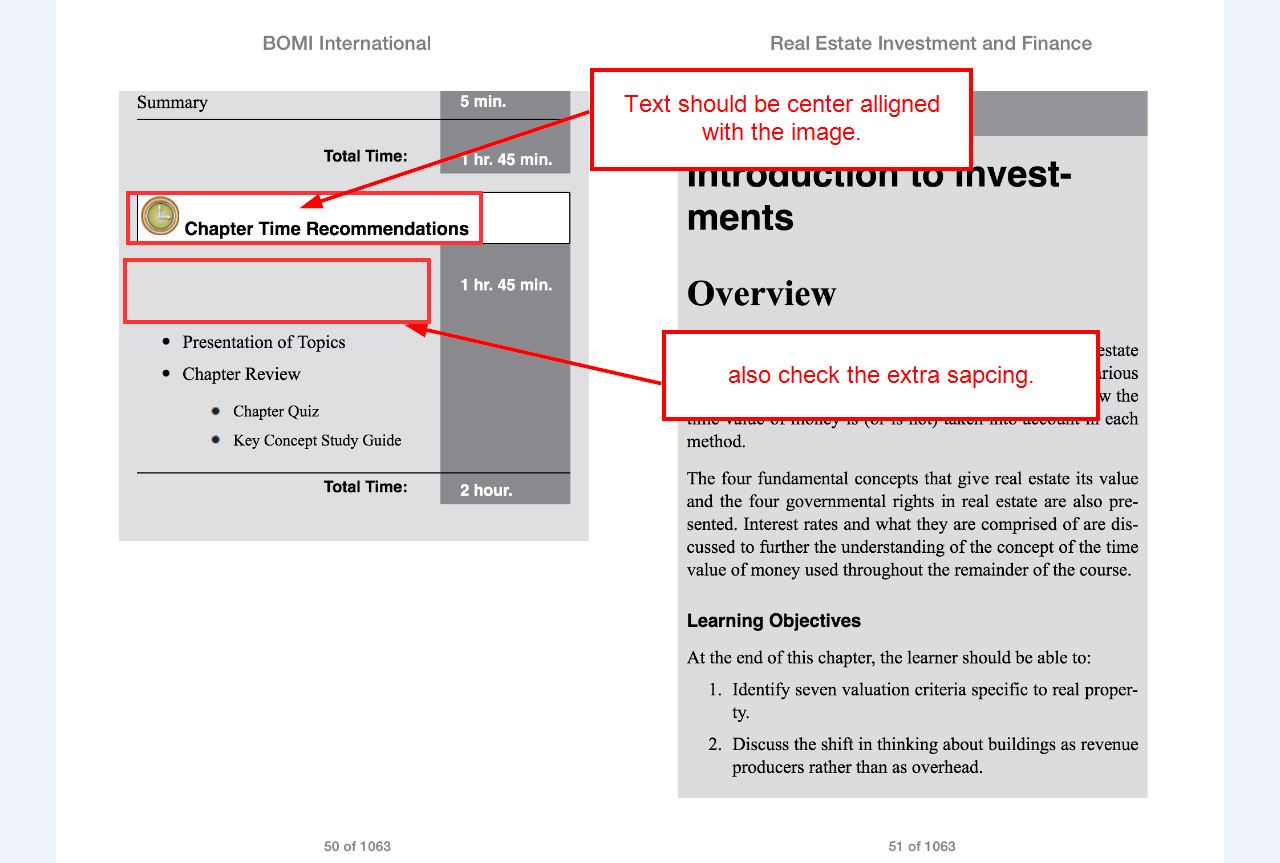 BOMI International
Summary
5 min.
Total Time:
1 hr. 45 min.
Chapter Time Recommendations
1 hr. 45 min.
• Presentation of Topics
• Chapter Review
• Chapter Quiz
• Key Concept Study Guide
Total Time:
2 hour.
50 of 1063
Real Estate Investment and Finance
Text should be center alligned
with the image.
Introduction to Invest-
ments
Overview
also check the extra sapcing.
estate
w the
time value of money is (or is not) taken into account in each
method.
The four fundamental concepts that give real estate its value
and the four governmental rights in real estate are also pre-
sented. Interest rates and what they are comprised of are dis-
cussed to further the understanding of the concept of the time
value of money used throughout the remainder of the course.
Learning Objectives
At the end of this chapter, the learner should be able to:
1. Identify seven valuation criteria specific to real proper-
ty.
2. Discuss the shift in thinking about buildings as revenue
producers rather than as overhead.
51 of 1063